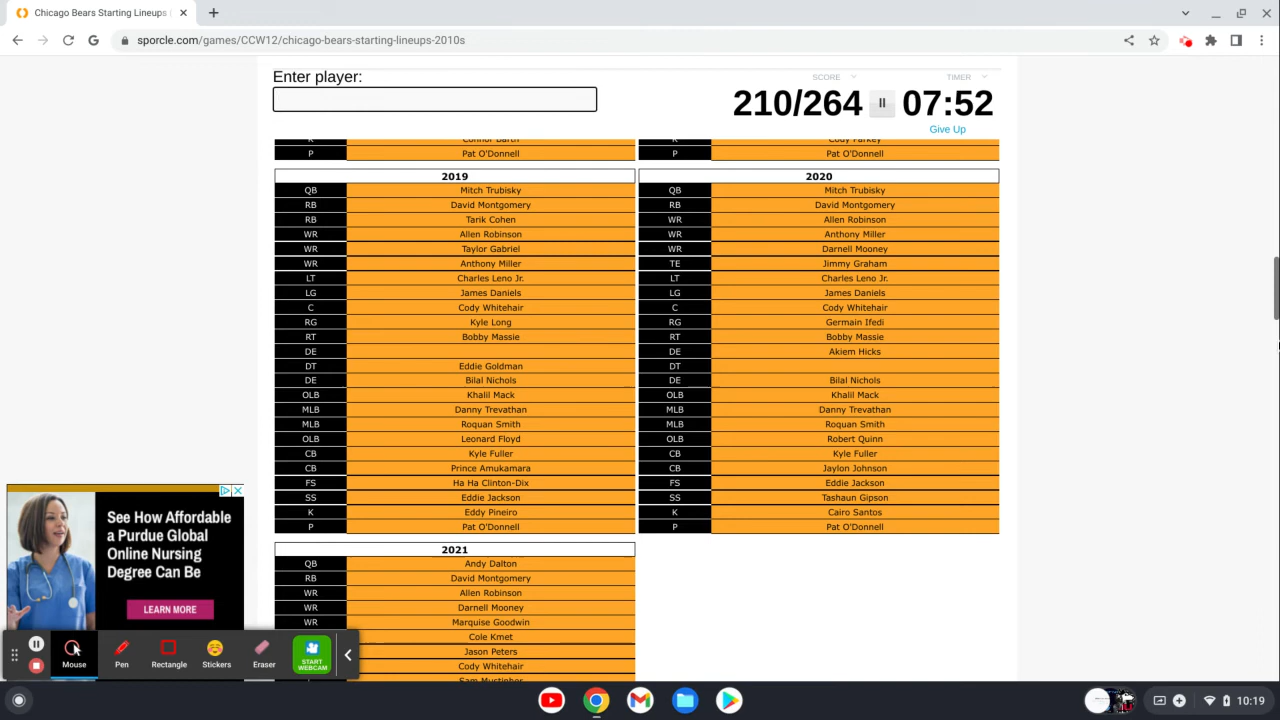 Chicago Bears Starting Lineups
sporcle.com/games/CCW12/chicago-bears-starting-lineups-2010s
Enter player:
SCORE
TIMER
210/264
07:52
Give Up
K Connor Barth K Cody Parkey
P Pat O'Donnell P Pat O'Donnell
2019 2020
QB Mitch Trubisky QB Mitch Trubisky
RB David Montgomery RB David Montgomery
RB Tarik Cohen WR Allen Robinson
WR Allen Robinson WR Anthony Miller
WR Taylor Gabriel WR Darnell Mooney
WR Anthony Miller TE Jimmy Graham
LT Charles Leno Jr. LT Charles Leno Jr.
LG James Daniels LG James Daniels
C Cody Whitehair C Cody Whitehair
RG Kyle Long RG Germain Ifedi
RT Bobby Massie RT Bobby Massie
DE DE Akiem Hicks
DT Eddie Goldman DT
DE Bilal Nichols DE Bilal Nichols
OLB Khalil Mack OLB Khalil Mack
MLB Danny Trevathan MLB Danny Trevathan
MLB Roquan Smith MLB Roquan Smith
OLB Leonard Floyd OLB Robert Quinn
CB Kyle Fuller CB Kyle Fuller
CB Prince Amukamara CB Jaylon Johnson
FS Ha Ha Clinton-Dix FS Eddie Jackson
SS Eddie Jackson SS Tashaun Gipson
K Eddy Pineiro K Cairo Santos
P Pat O'Donnell P Pat O'Donnell
2021
QB Andy Dalton
RB David Montgomery
WR Allen Robinson
WR Darnell Mooney
WR Marquise Goodwin
Cole Kmet
Jason Peters
Cody Whitehair
Sam Mustipher
See How Affordable
a Purdue Global
Online Nursing
Degree Can Be
LEARN MORE
Mouse
Pen
Rectangle
Stickers
Eraser
START
WEBCAM
10:19